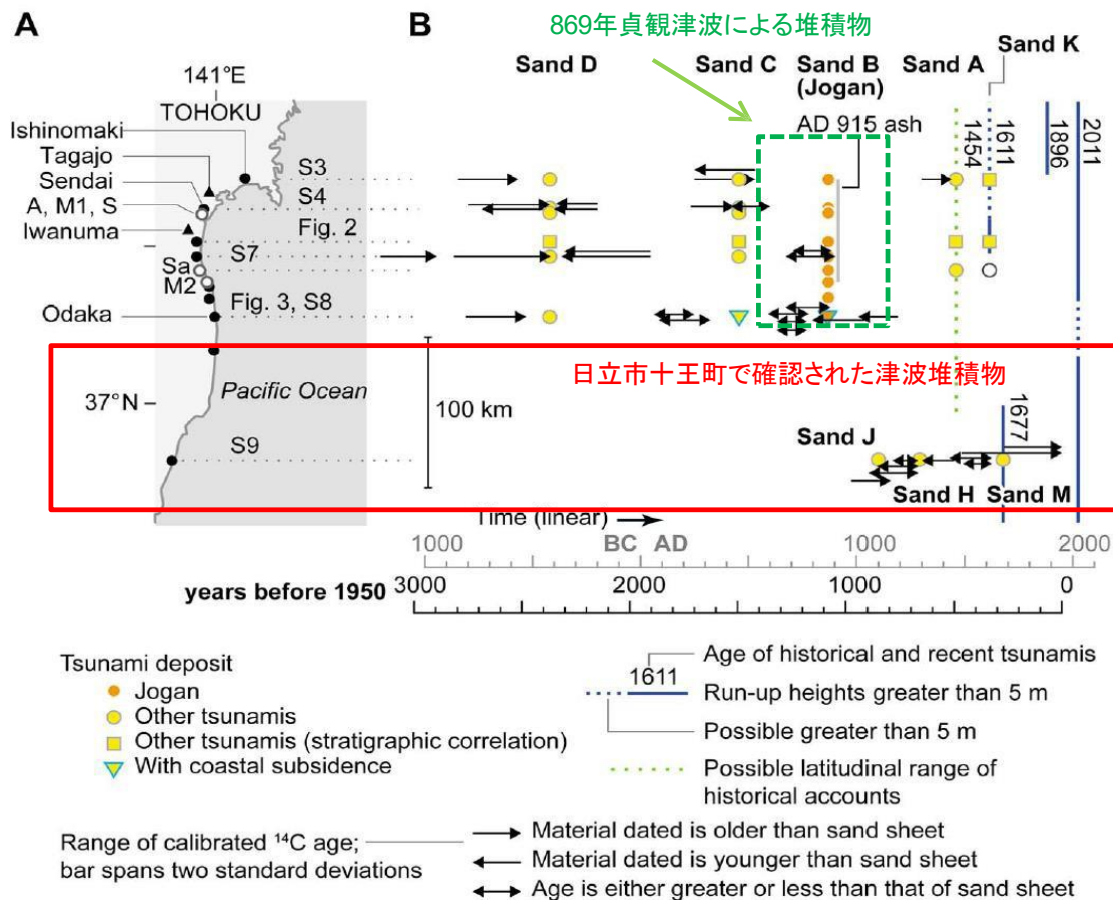 A
B
869年貞観津波による堆積物
141°E
TOHOKU
Ishinomaki
Tagajo
Sendai
A, M1, S
Iwanuma
Sa
M2
Odaka
37°N
S3
S4
Fig. 2
S7
Fig. 3, S8
Pacific Ocean
S9
100 km
Sand D
Sand C
Sand B
(Jogan)
AD 915 ash
Sand A
Sand K
1454
1611
1896
2011
日立市十王町で確認された津波堆積物
1677
Sand J
Sand H
Sand M
Time (linear)
1000
BC
AD
1000
2000
years before 1950
3000
2000
1000
0
Tsunami deposit
Jogan
Other tsunamis
Other tsunamis (stratigraphic correlation)
With coastal subsidence
1611
Age of historical and recent tsunamis
Run-up heights greater than 5 m
Possible greater than 5 m
Possible latitudinal range of
historical accounts
Range of calibrated ¹⁴C age;
bar spans two standard deviations
Material dated is older than sand sheet
Material dated is younger than sand sheet
Age is either greater or less than that of sand sheet